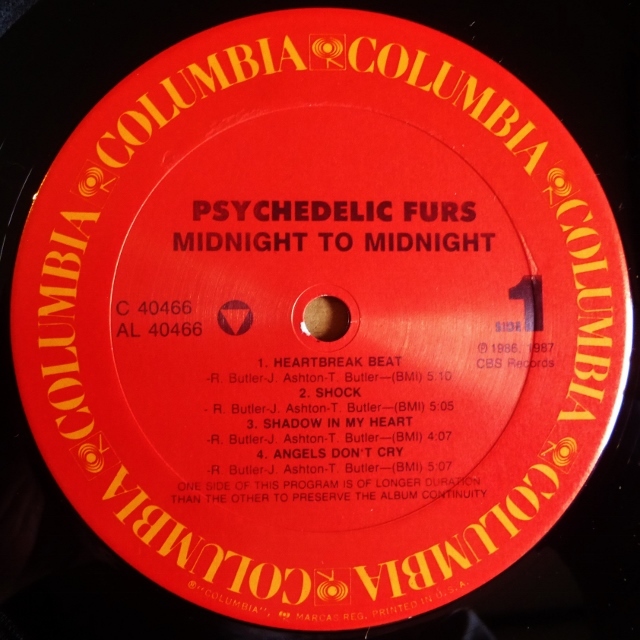 COLUMBIA COLUMBIA COLUMBIA COLUMBIA COLUMBIA COLUMBIA COLUMBIA COLUMBIA
PSYCHEDELIC FURS
MIDNIGHT TO MIDNIGHT
C 40466
AL 40466
SIDE 1
℗ 1986, 1987
CBS Records
1. HEARTBREAK BEAT
-R. Butler-J. Ashton-T. Butler—(BMI) 5:10
2. SHOCK
- R. Butler-J. Ashton-T. Butler—(BMI) 5:05
3. SHADOW IN MY HEART
-R. Butler-J. Ashton-T. Butler—(BMI) 4:07
4. ANGELS DON'T CRY
-R. Butler-J. Ashton-T. Butler—(BMI) 5:07
ONE SIDE OF THIS PROGRAM IS OF LONGER DURATION
THAN THE OTHER TO PRESERVE THE ALBUM CONTINUITY
®"COLUMBIA", MARCAS REG. PRINTED IN U.S.A.